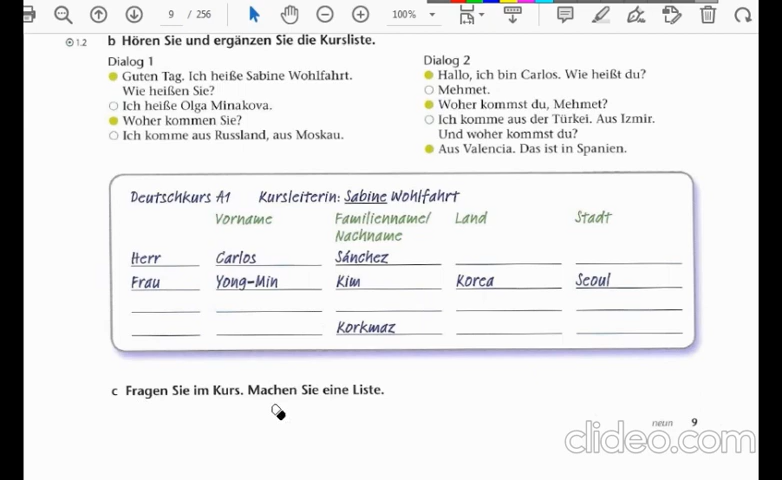 9 / 256
100%
1.2 b Hören Sie und ergänzen Sie die Kursliste.
Dialog 1
Guten Tag. Ich heiße Sabine Wohlfahrt.
Wie heißen Sie?
Ich heiße Olga Minakova.
Woher kommen Sie?
Ich komme aus Russland, aus Moskau.
Dialog 2
Hallo, ich bin Carlos. Wie heißt du?
Mehmet.
Woher kommst du, Mehmet?
Ich komme aus der Türkei. Aus Izmir.
Und woher kommst du?
Aus Valencia. Das ist in Spanien.
Deutschkurs A1 Kursleiterin: Sabine Wohlfahrt
Vorname Familienname/ Land Stadt
Nachname
Herr Carlos Sánchez
Frau Yong-Min Kim Korea Seoul
Korkmaz
c Fragen Sie im Kurs. Machen Sie eine Liste.
neun 9
clideo.com